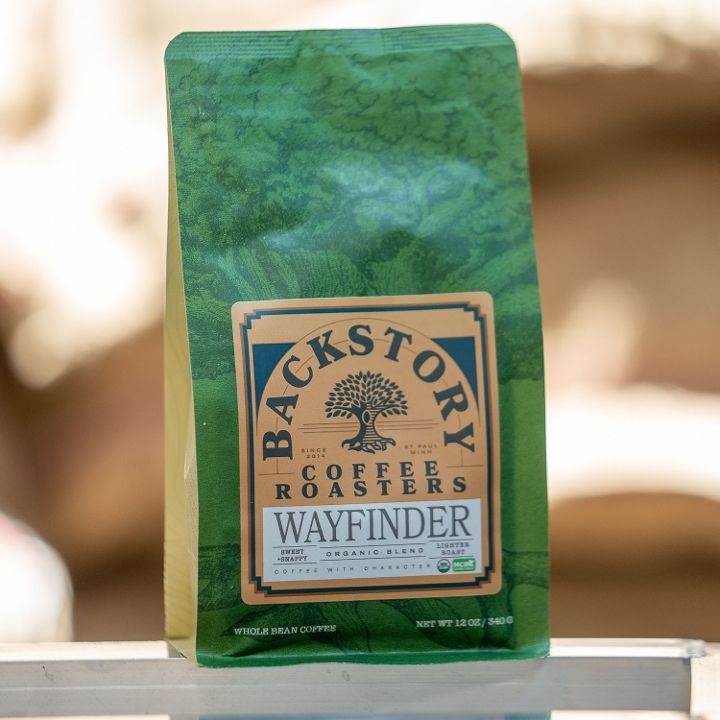 BACKSTORY
SINCE 2014
ST PAUL MINN
COFFEE
ROASTERS
WAYFINDER
SWEET +SNAPPY
ORGANIC BLEND
LIGHTER ROAST
COFFEE WITH CHARACTER
WHOLE BEAN COFFEE
NET WT 12 OZ / 340 G